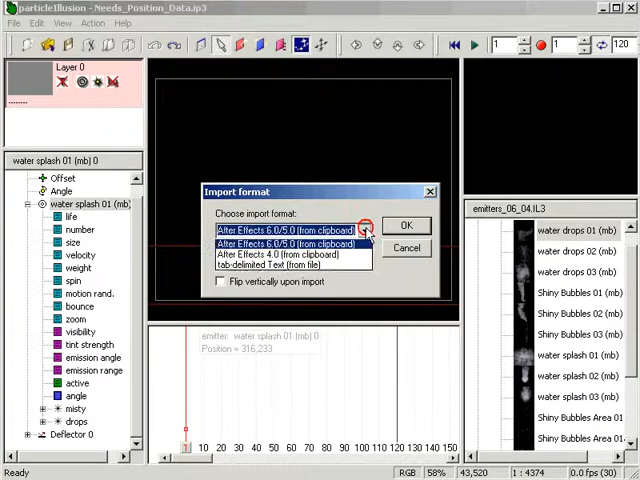 particleIllusion - Needs_Position_Data.ip3
File Edit View Action Help
1 1 120
Layer 0
water splash 01 (mb) 0
Offset
Angle
water splash 01 (mb)
life
number
size
velocity
weight
spin
motion rand.
bounce
zoom
visibility
tint strength
emission angle
emission range
active
angle
misty
drops
Deflector 0
Import format
Choose import format:
After Effects 6.0/5.0 (from clipboard)
After Effects 6.0/5.0 (from clipboard)
After Effects 4.0 (from clipboard)
tab-delimited Text (from file)
Flip vertically upon import
OK
Cancel
emitter: water splash 01 (mb) 0
Position = 316,233
1 10 20 30 40 50 60 70 80 90 100 110 120 130 140 150
emitters_06_04.IL3
water drops 01 (mb)
water drops 02 (mb)
water drops 03 (mb)
Shiny Bubbles 01 (mb)
Shiny Bubbles 02 (mb)
Shiny Bubbles 03 (mb)
water splash 01 (mb)
water splash 02 (mb)
water splash 03 (mb)
Shiny Bubbles Area 01
Shiny Bubbles Area 02
Ready
RGB 58% 43,520 1 : 4374 0.0 fps (30)